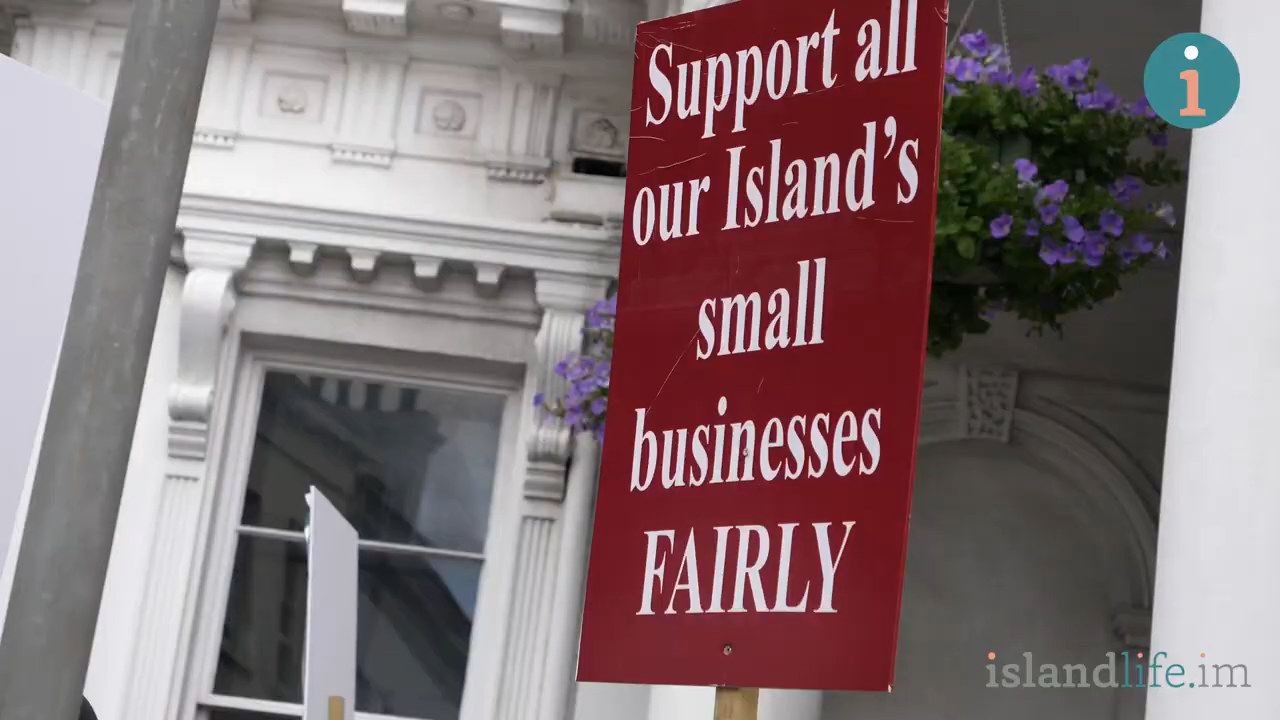 Support all
our Island's
small
businesses
FAIRLY
i
islandlife.im